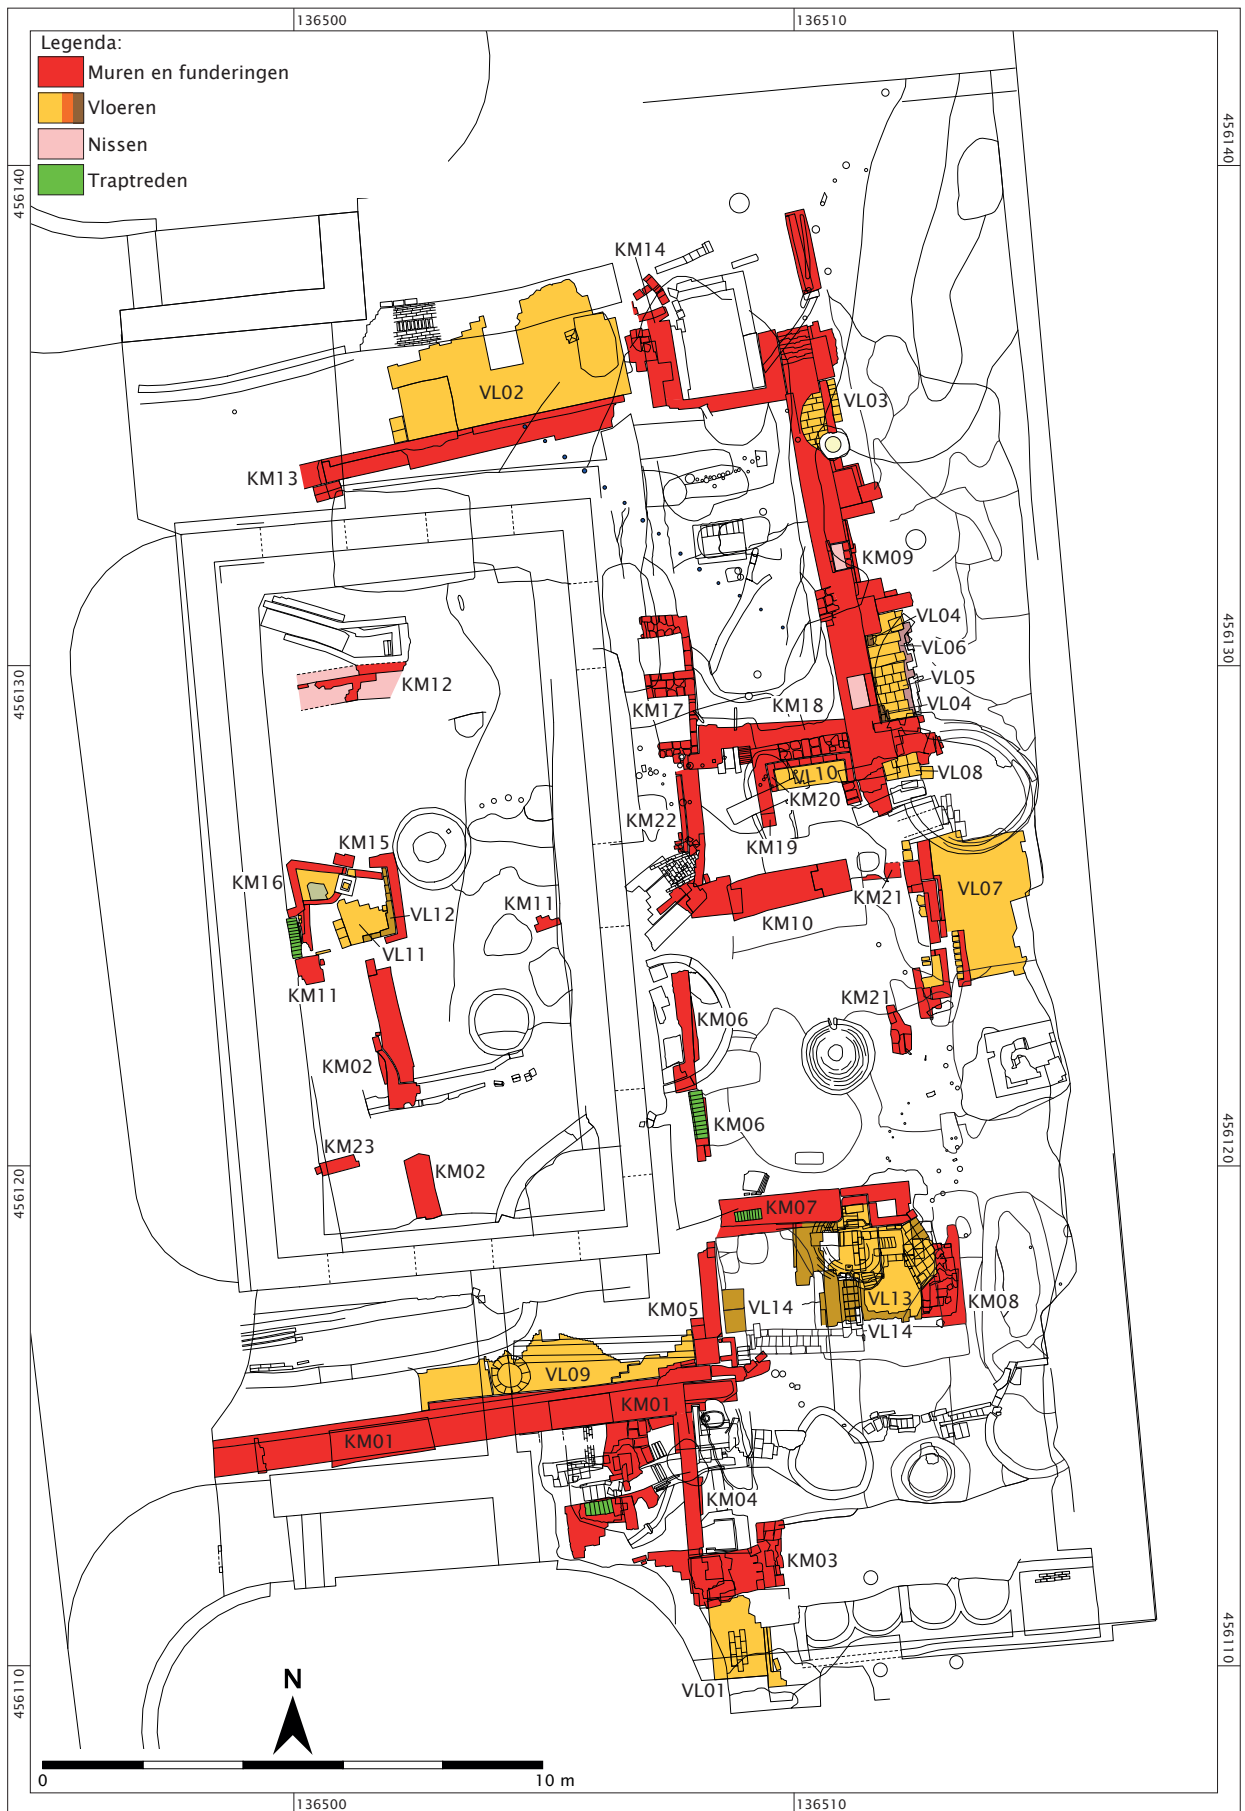 136500
136510
Legenda:
Muren en funderingen
Vloeren
Nissen
Traptreden
456140
456140
KM14
VL02
VL03
KM13
KM09
VL04
VL06
456130
456130
KM12
VL05
VL04
KM17
KM18
VL10
VL08
KM20
KM22
KM15
KM19
KM16
KM21
VL07
VL12
KM11
KM10
VL11
KM11
KM21
KM06
KM02
KM06
KM23
KM02
456120
456120
KM07
KM05
VL14
VL13
KM08
VL14
VL09
KM01
KM01
KM04
KM03
456110
456110
N
VL01
0
10 m
136500
136510